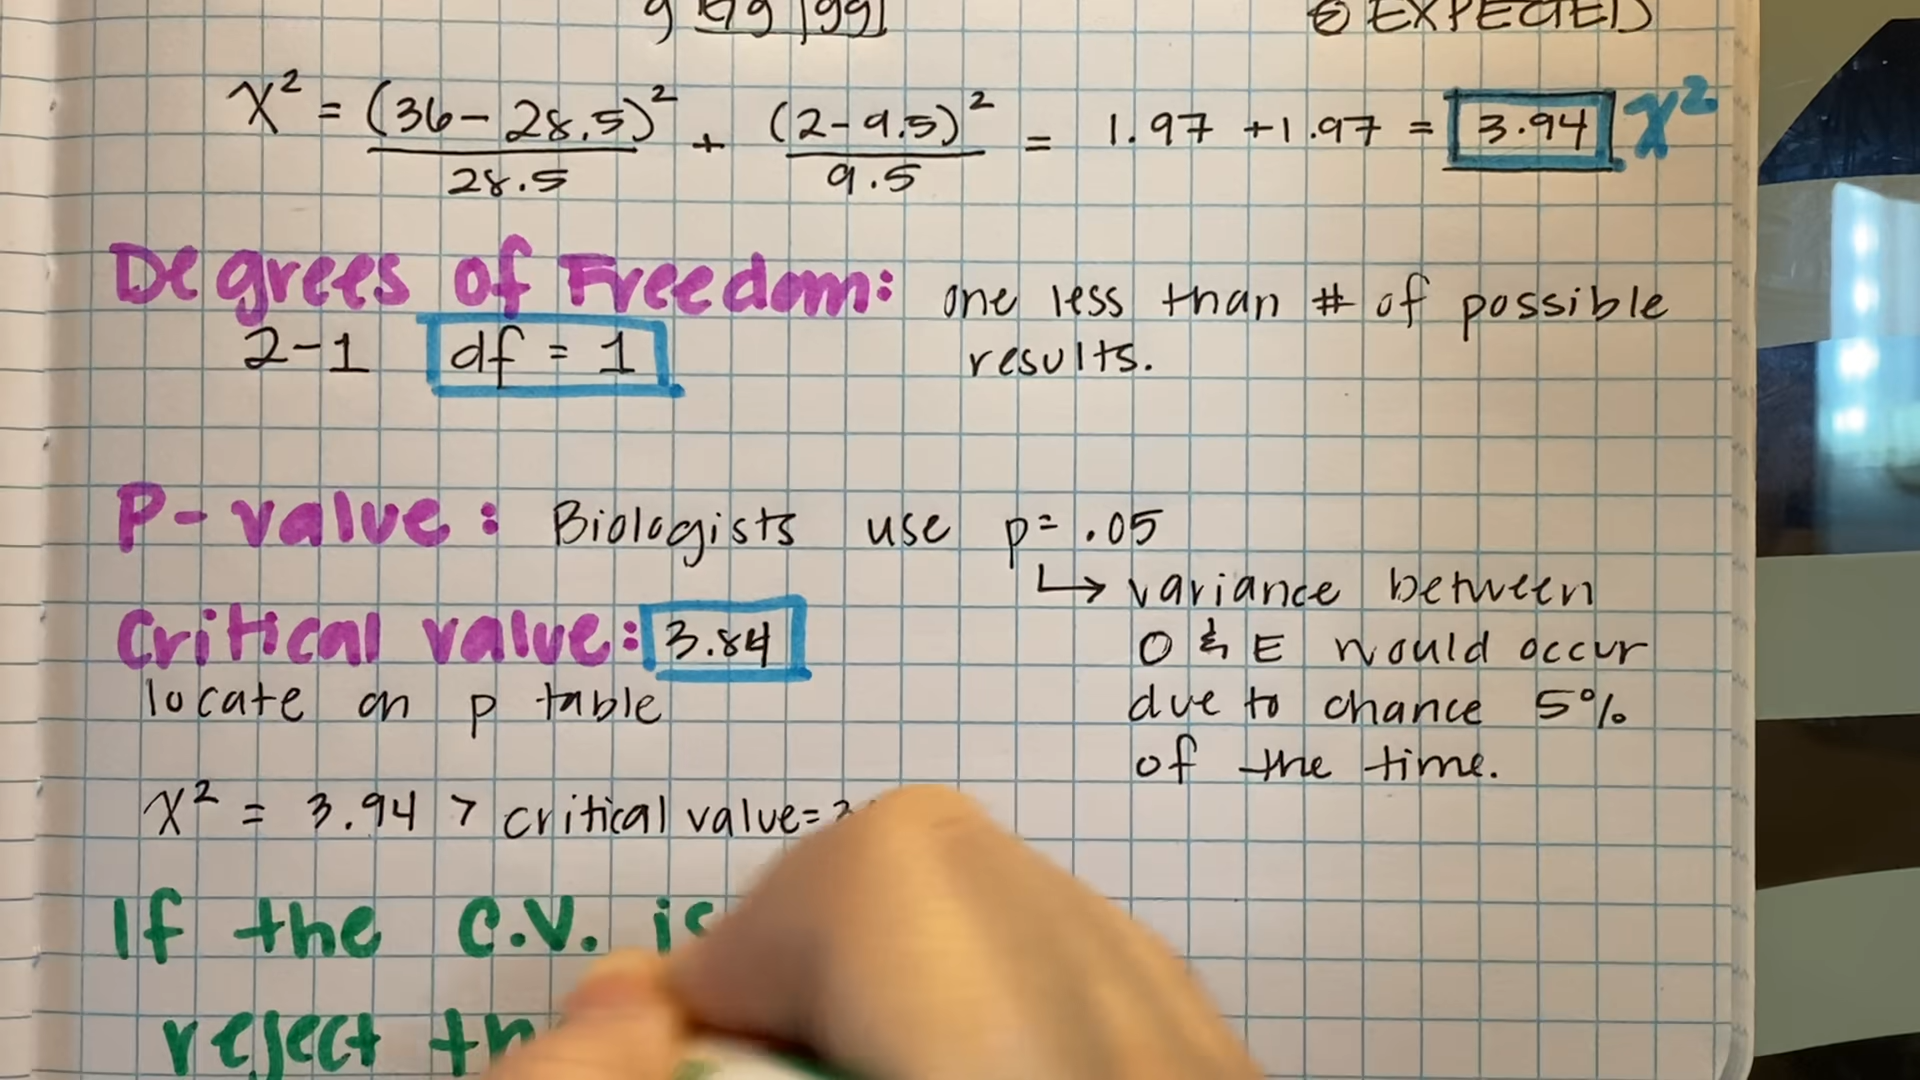 g | Gg | gg |
EXPECTED
χ² = (36-28.5)² / 28.5 + (2-9.5)² / 9.5 = 1.97 + 1.97 = 3.94 χ²
Degrees of Freedom: one less than # of possible
2-1 df = 1 results.
P-value: Biologists use p= .05
↳ variance between
Critical value: 3.84 O & E would occur
locate on p table due to chance 5%
of the time.
χ² = 3.94 > critical value=
If the C.V. is
reject